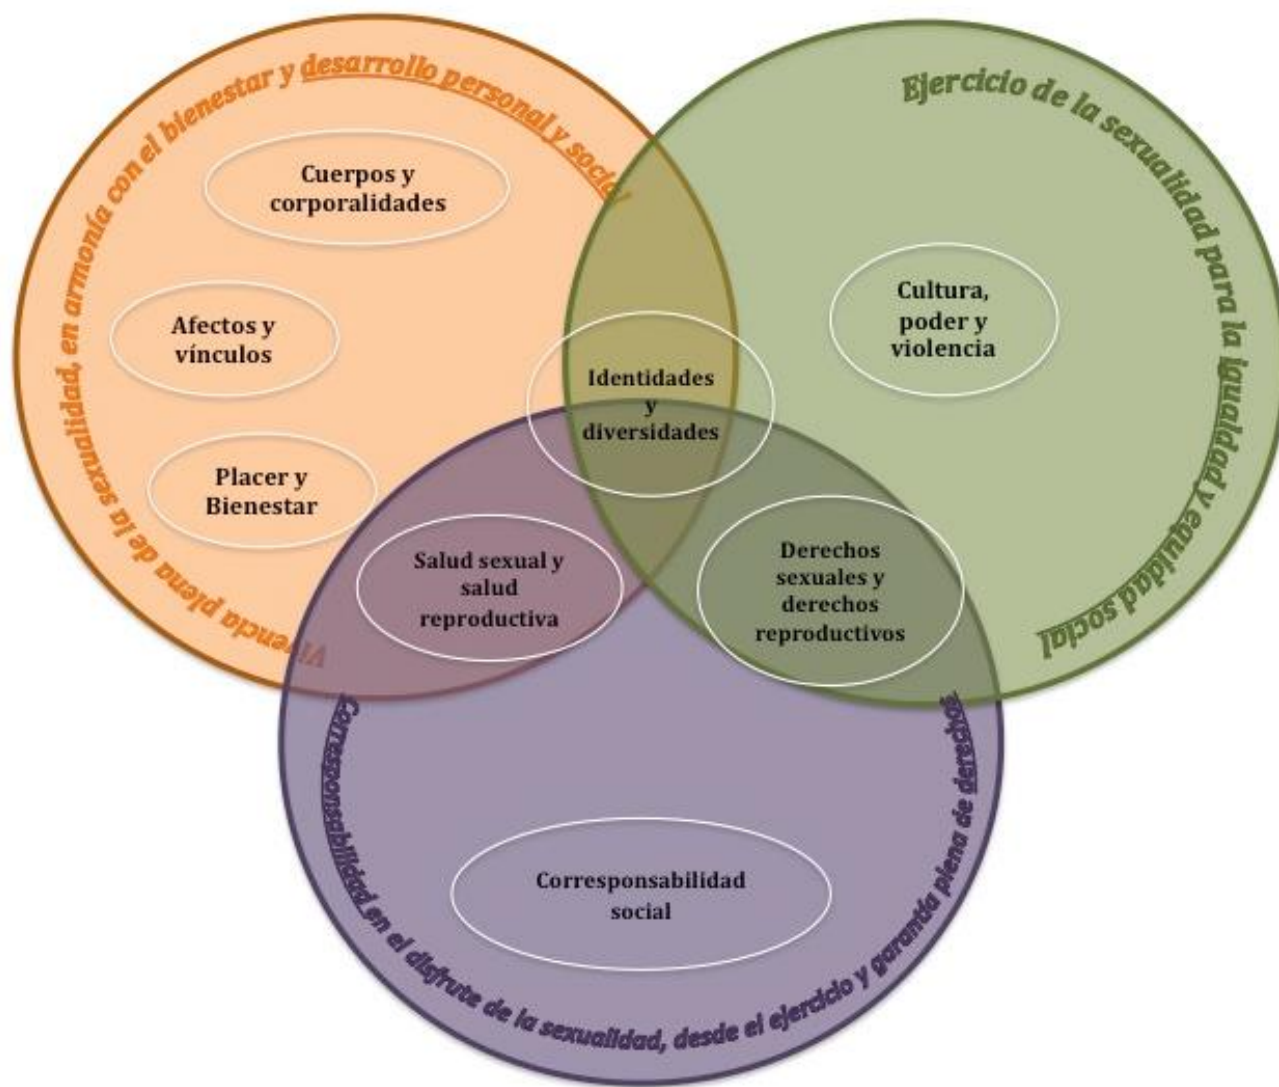 Vivencia plena de la sexualidad, en armonía con el bienestar y desarrollo personal y social
Ejercicio de la sexualidad para la igualdad y equidad social
Cuerpos y
corporalidades
Afectos y
vínculos
Placer y
Bienestar
Cultura,
poder y
violencia
Identidades
y
diversidades
Salud sexual y
salud
reproductiva
Derechos
sexuales y
derechos
reproductivos
Corresponsabilidad
social
Corresponsabilidad en el disfrute de la sexualidad, desde el ejercicio y garantía plena de derechos